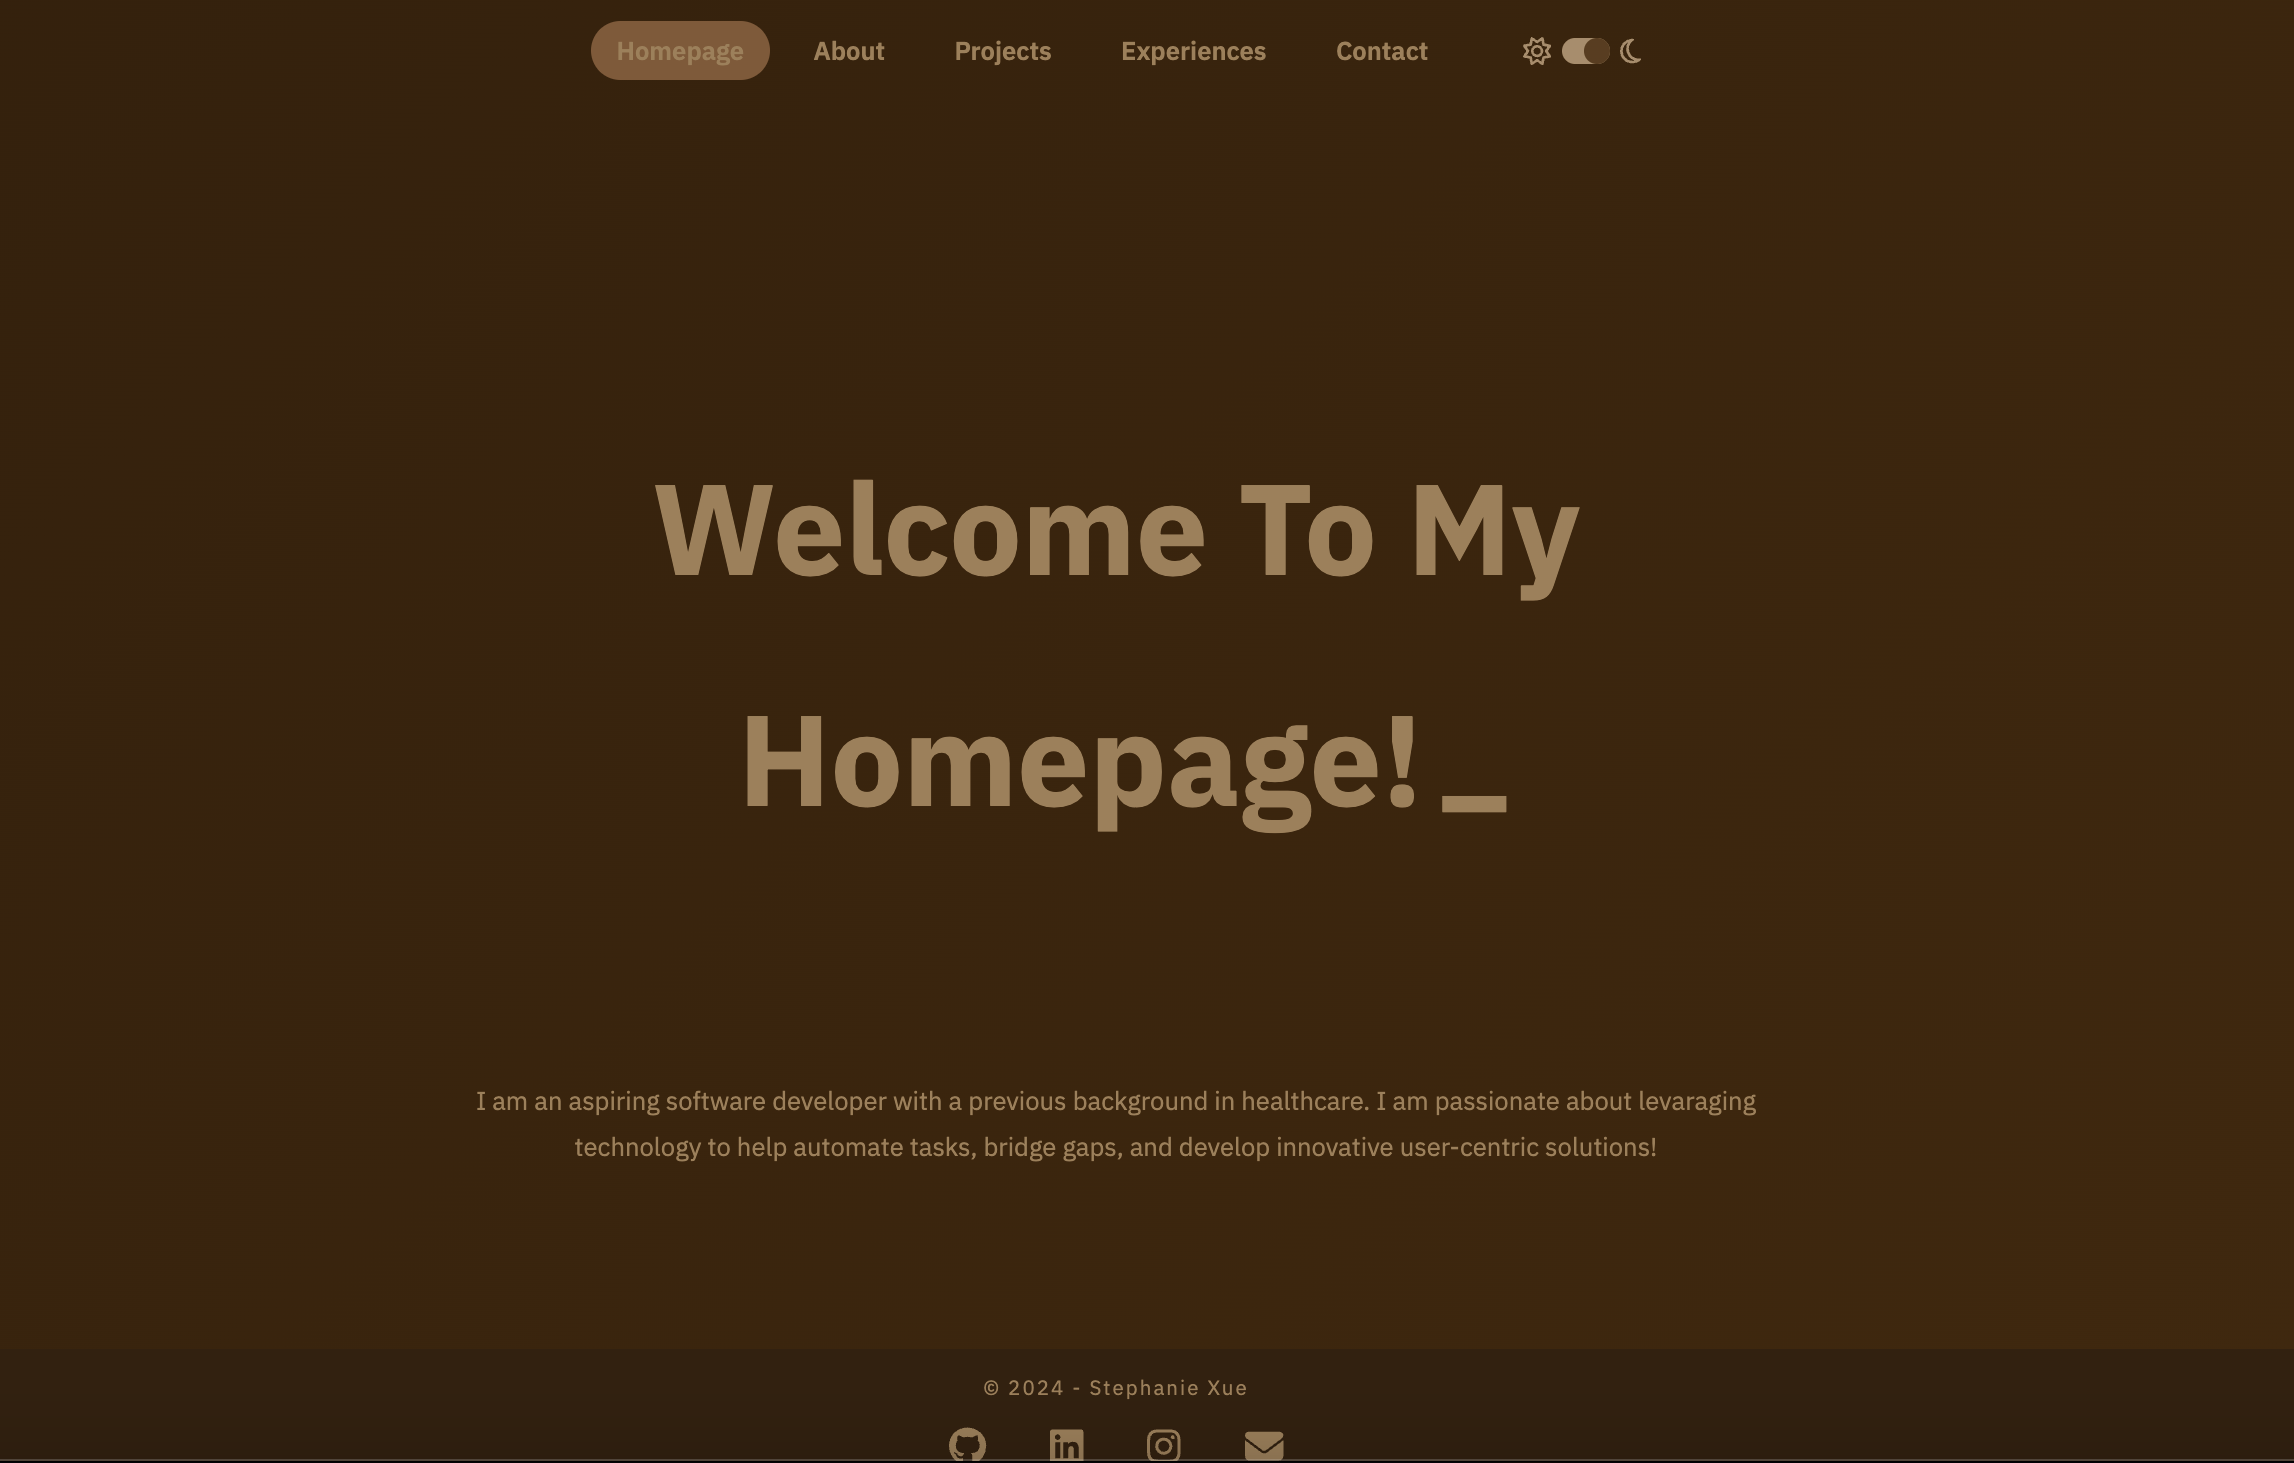 Homepage About Projects Experiences Contact
Welcome To My
Homepage!_
I am an aspiring software developer with a previous background in healthcare. I am passionate about levaraging
technology to help automate tasks, bridge gaps, and develop innovative user-centric solutions!
© 2024 - Stephanie Xue
in